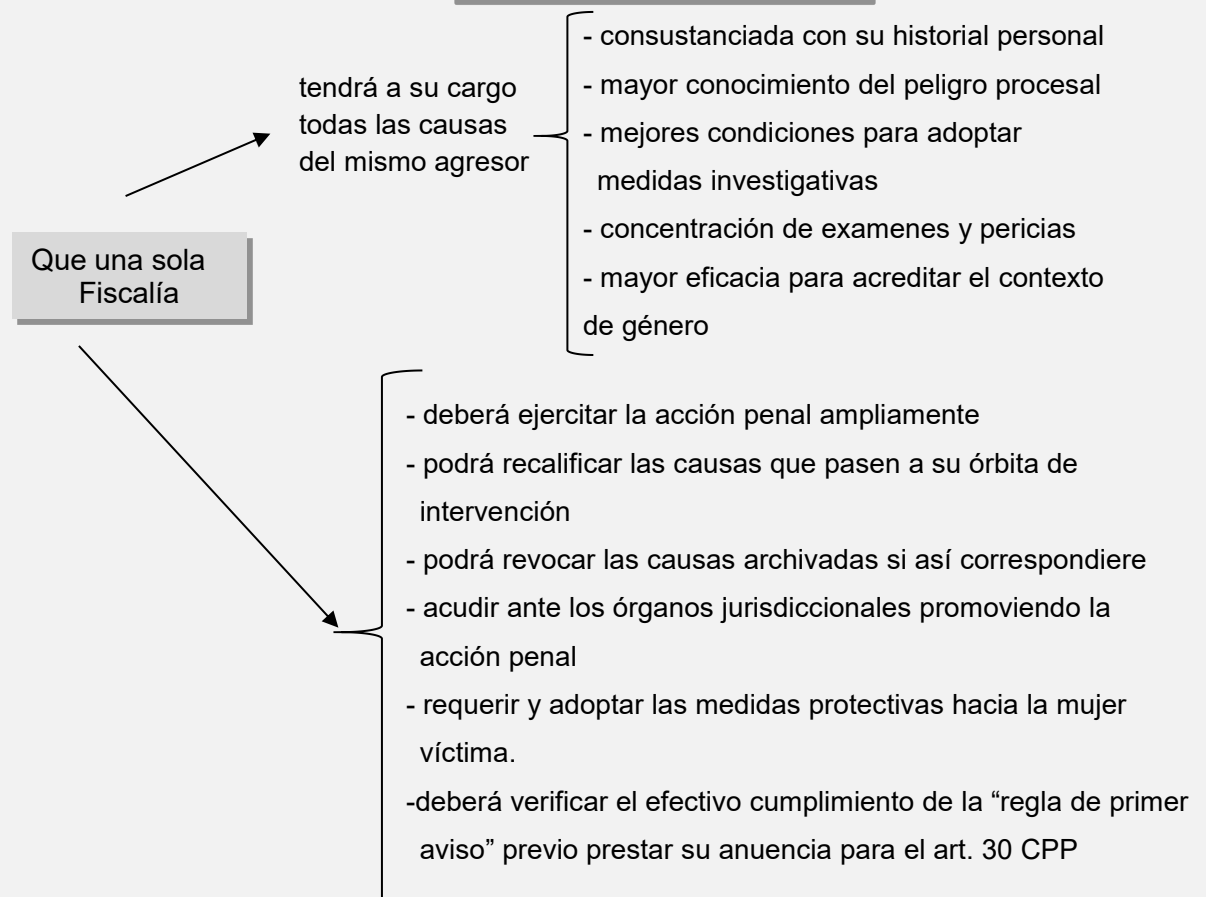 Que una sola
Fiscalía
tendrá a su cargo
todas las causas
del mismo agresor
- consustanciada con su historial personal
- mayor conocimiento del peligro procesal
- mejores condiciones para adoptar
medidas investigativas
- concentración de examenes y pericias
- mayor eficacia para acreditar el contexto
de género
- deberá ejercitar la acción penal ampliamente
- podrá recalificar las causas que pasen a su órbita de
intervención
- podrá revocar las causas archivadas si así correspondiere
- acudir ante los órganos jurisdiccionales promoviendo la
acción penal
- requerir y adoptar las medidas protectivas hacia la mujer
víctima.
-deberá verificar el efectivo cumplimiento de la “regla de primer
aviso” previo prestar su anuencia para el art. 30 CPP